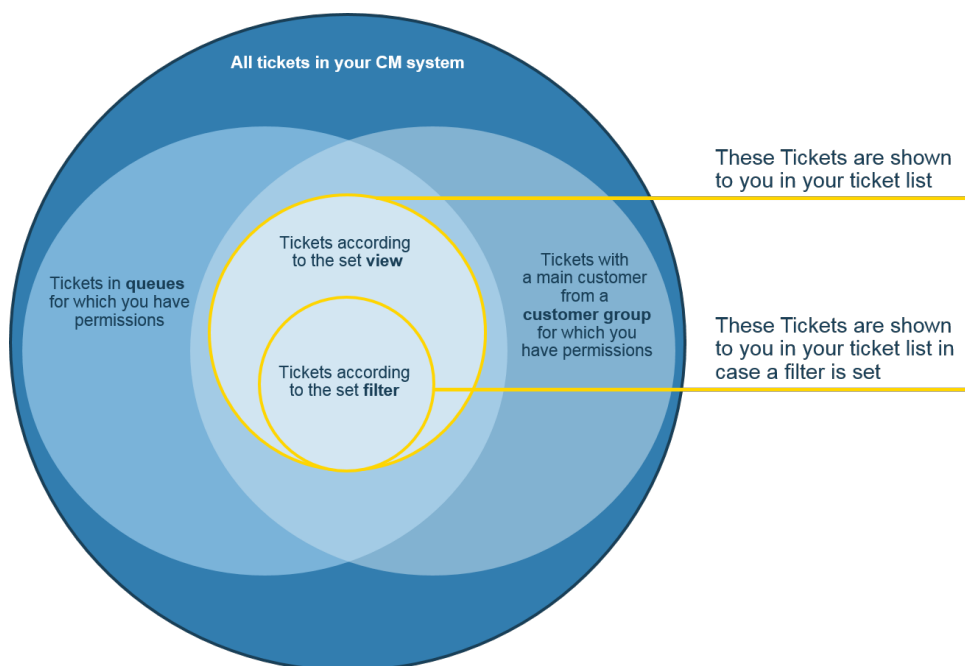 All tickets in your CM system
These Tickets are shown
to you in your ticket list
Tickets according
to the set view
Tickets in queues
for which you have
permissions
Tickets with
a main customer
from a
customer group
for which you
have permissions
These Tickets are shown
to you in your ticket list in
case a filter is set
Tickets according
to the set filter